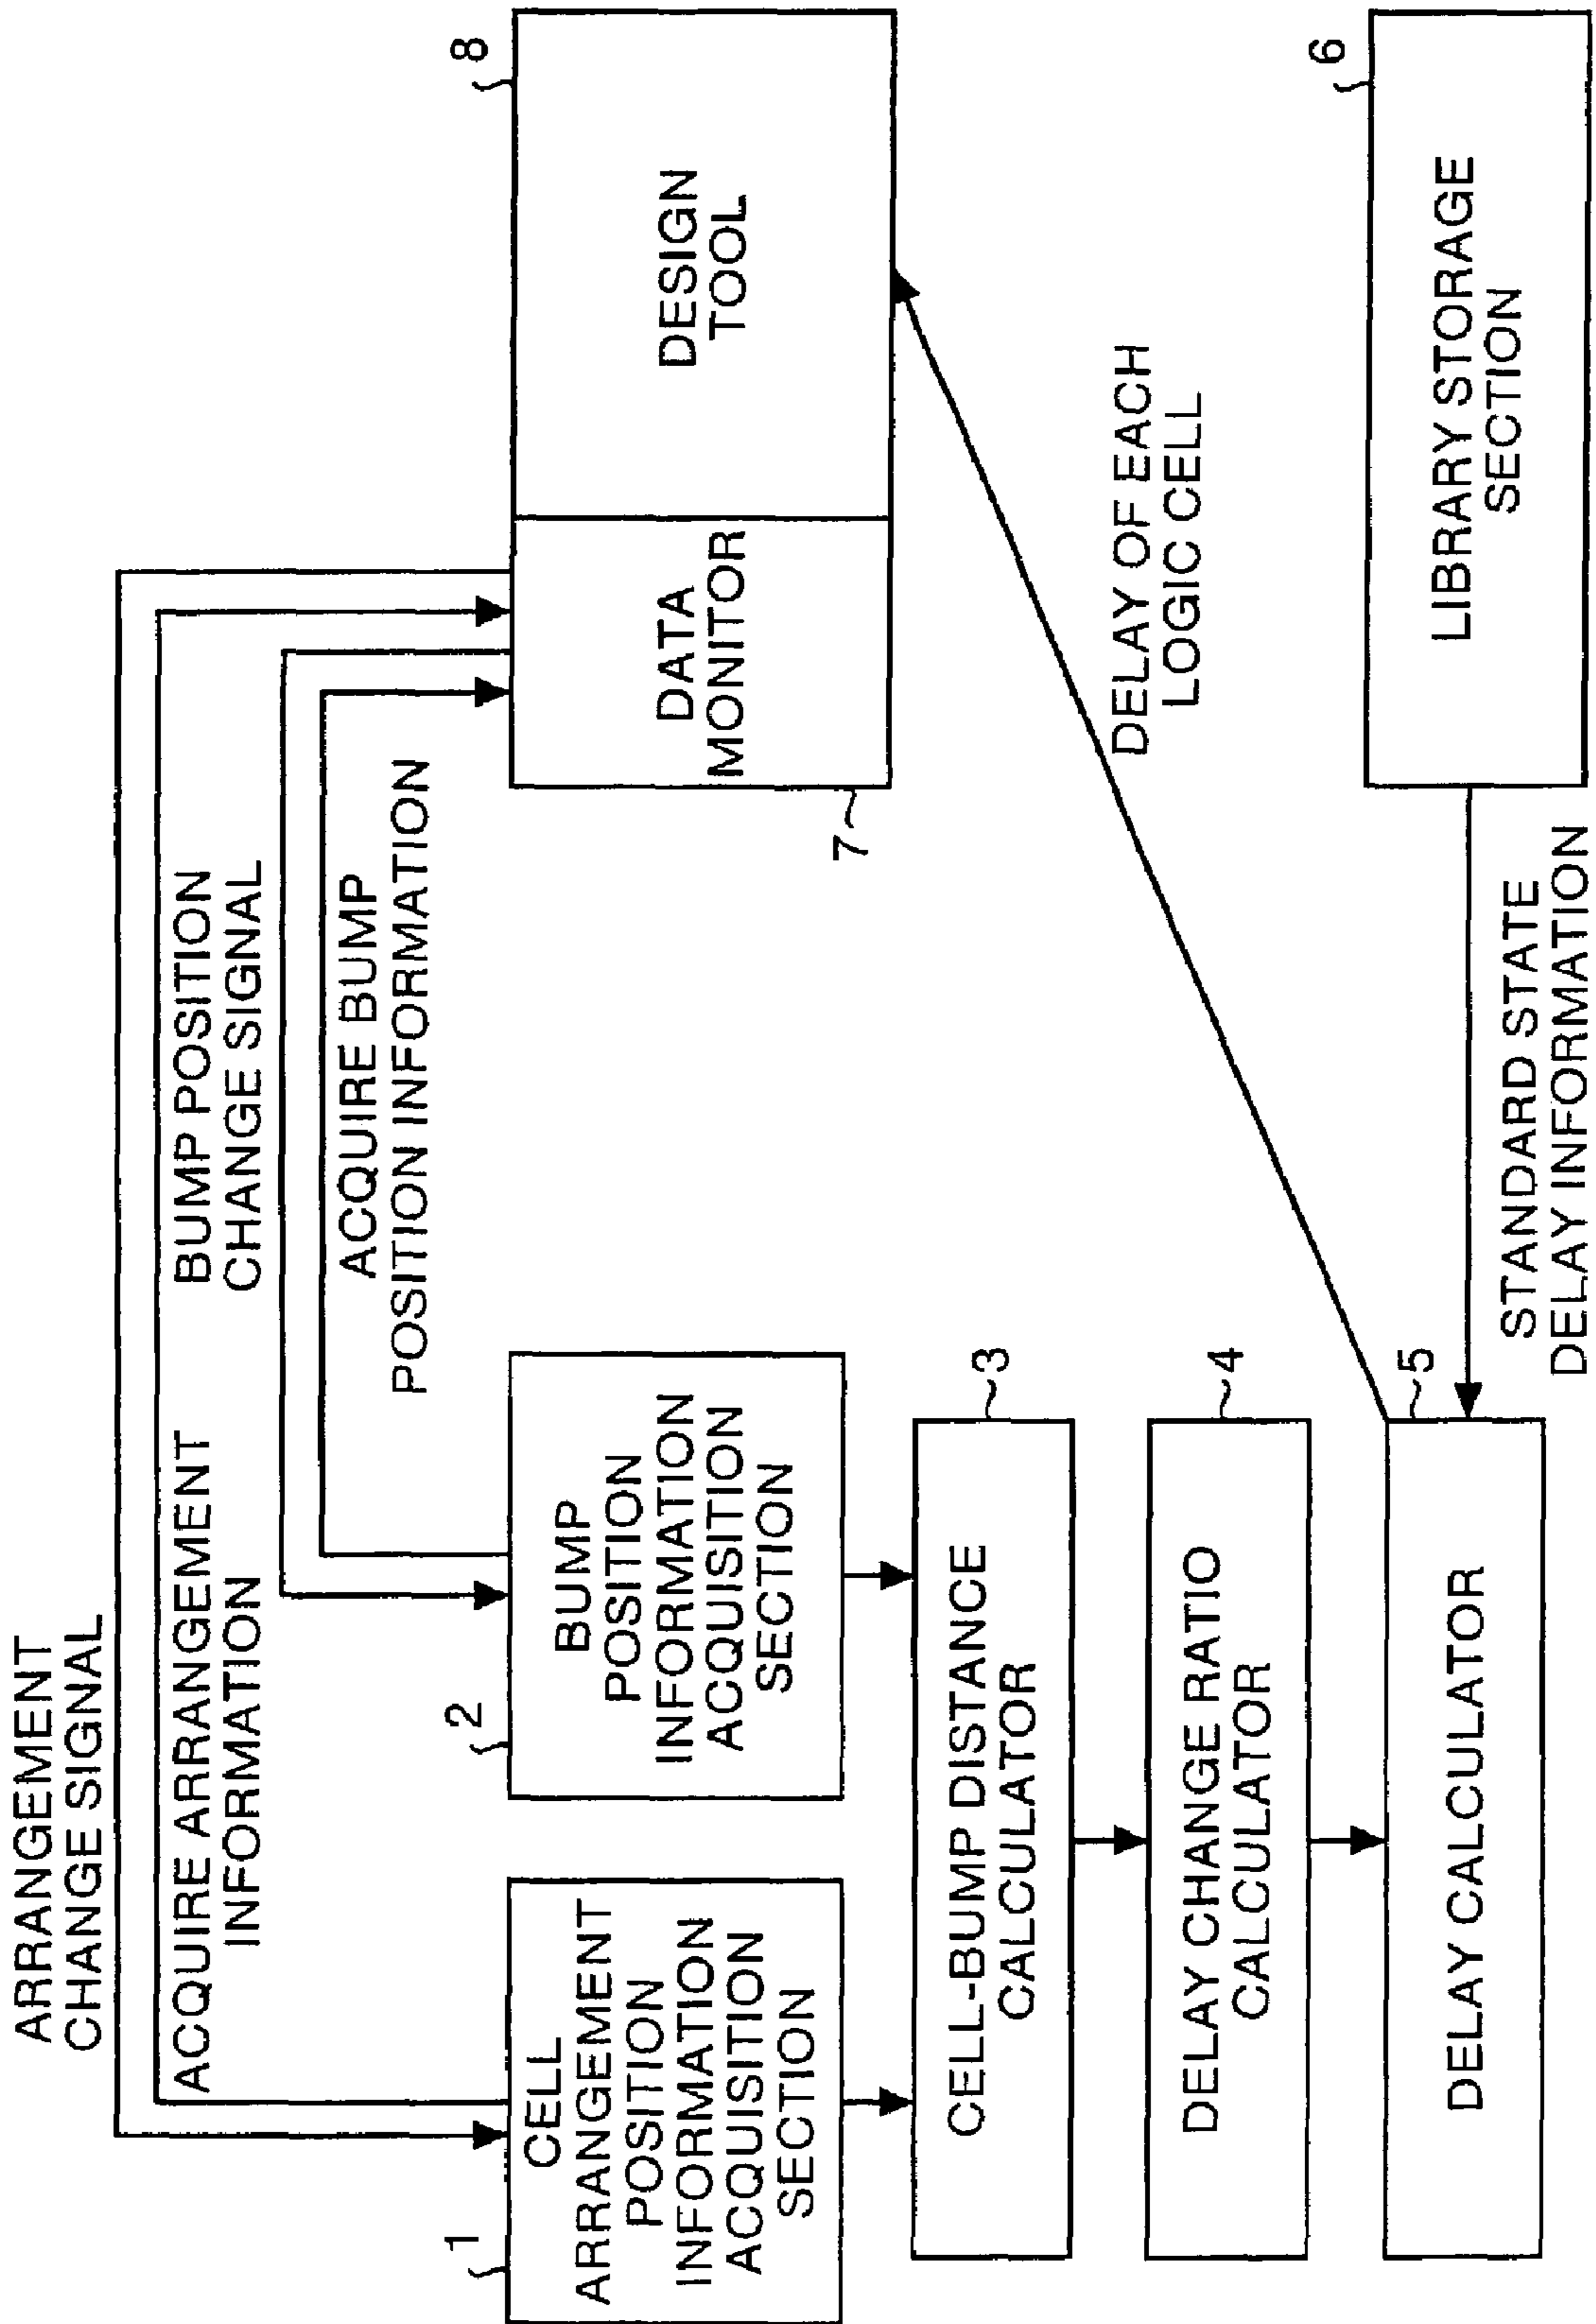 ARRANGEMENT
CHANGE SIGNAL
ACQUIRE ARRANGEMENT
INFORMATION
BUMP POSITION
CHANGE SIGNAL
ACQUIRE BUMP
POSITION INFORMATION
1
CELL
ARRANGEMENT
POSITION
INFORMATION
ACQUISITION
SECTION
2
BUMP
POSITION
INFORMATION
ACQUISITION
SECTION
7
DATA
MONITOR
8
DESIGN
TOOL
CELL-BUMP DISTANCE
CALCULATOR
3
DELAY CHANGE RATIO
CALCULATOR
4
DELAY CALCULATOR
5
DELAY OF EACH
LOGIC CELL
STANDARD STATE
DELAY INFORMATION
6
LIBRARY STORAGE
SECTION